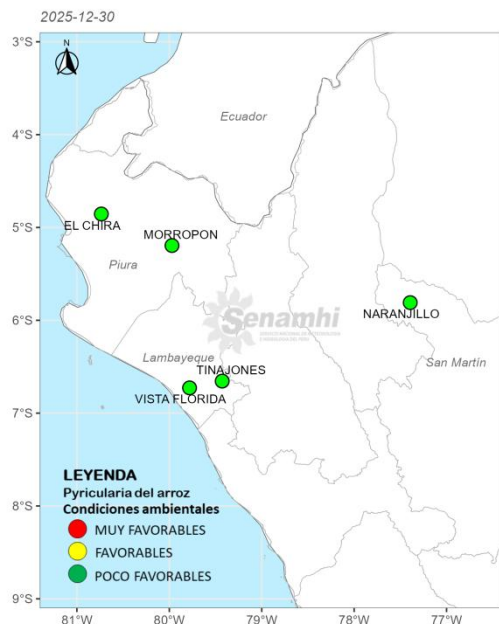 2025-12-30
3°S
N
Ecuador
4°S
EL CHIRA
5°S
MORROPON
Piura
NARANJILLO
6°S
Senamhi
San Martín
Lambayeque
TINAJONES
VISTA FLORIDA
7°S
LEYENDA
Pyricularia del arroz
Condiciones ambientales
MUY FAVORABLES
FAVORABLES
POCO FAVORABLES
8°S
9°S
81°W 80°W 79°W 78°W 77°W